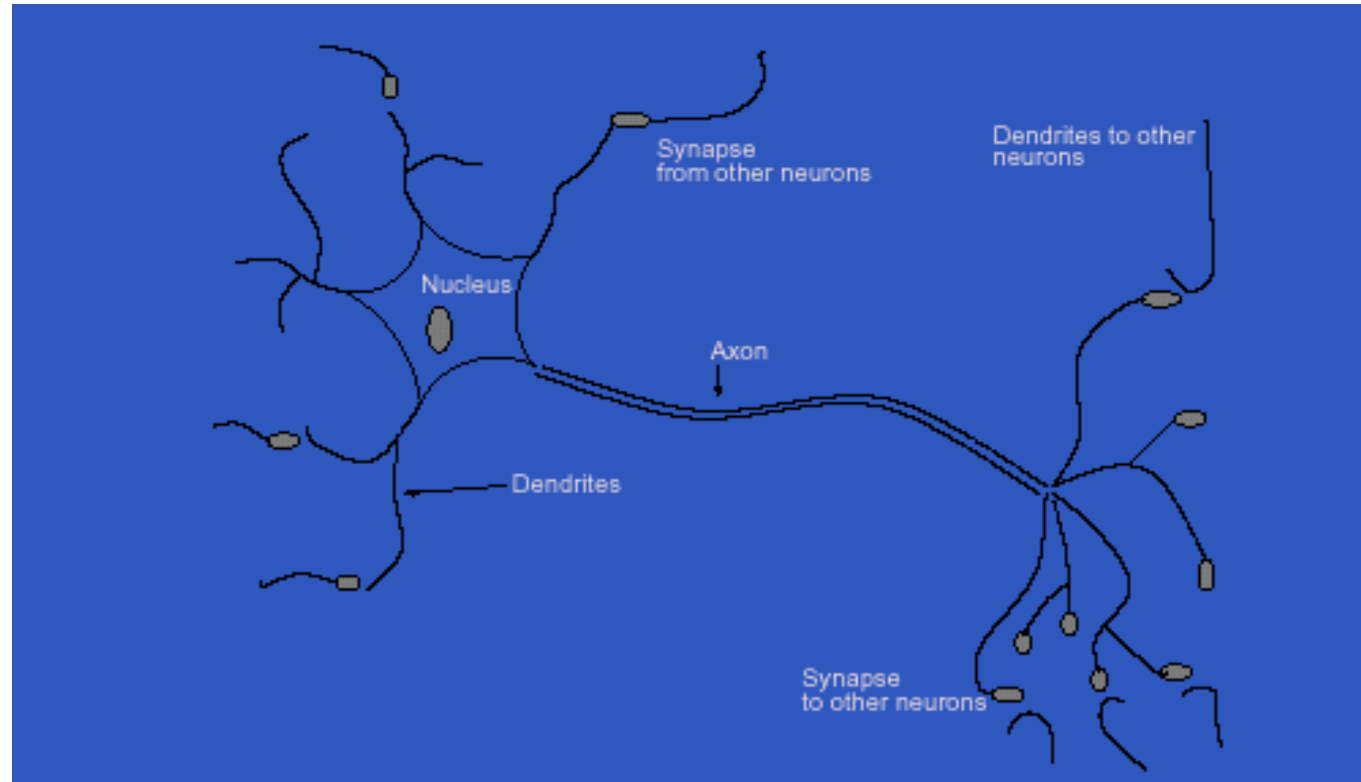 Synapse
from other neurons
Dendrites to other
neurons
Nucleus
Axon
Dendrites
Synapse
to other neurons